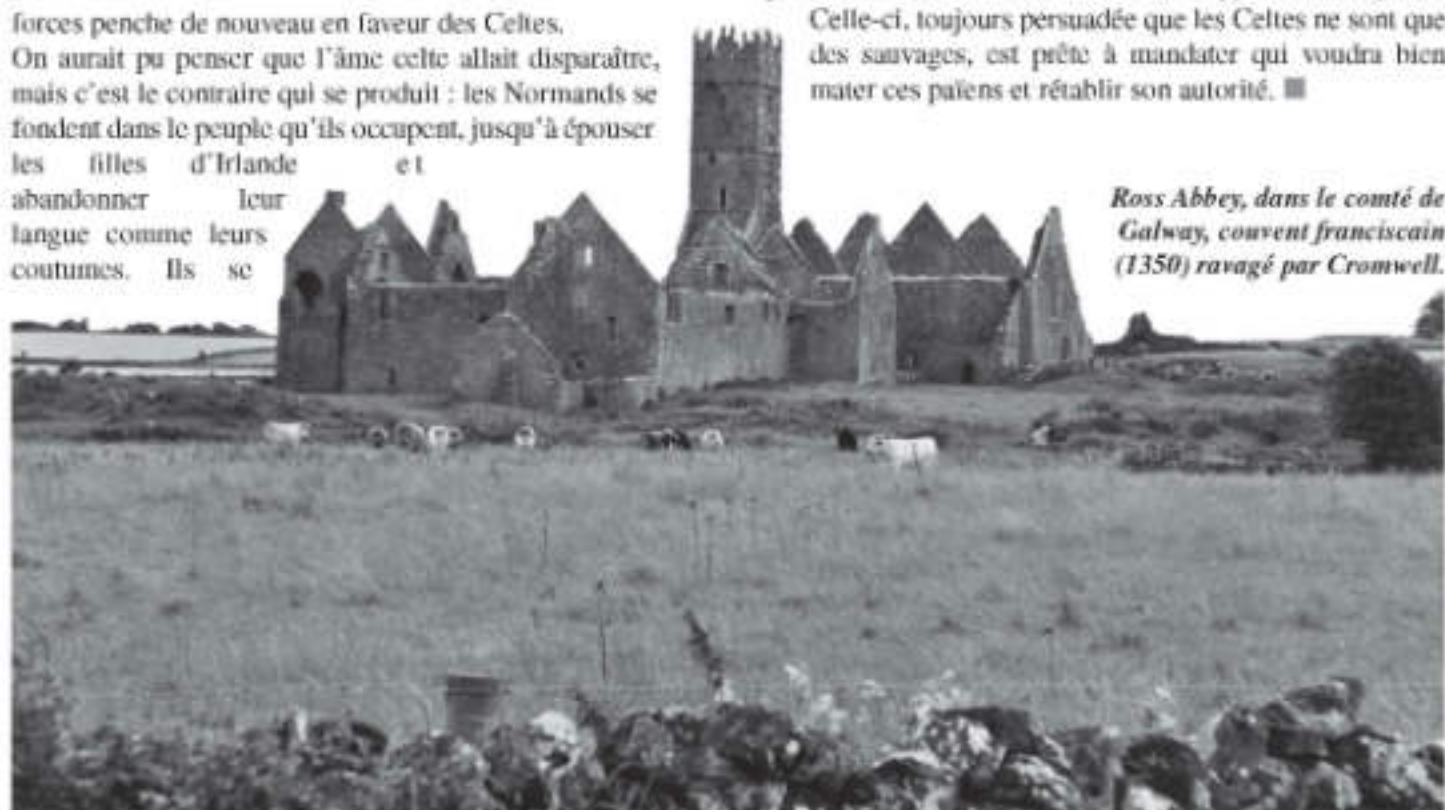 forces penche de nouveau en faveur des Celtes.
On aurait pu penser que l'âme celte allait disparaître,
mais c'est le contraire qui se produit : les Normands se
fondent dans le peuple qu'ils occupent, jusqu'à épouser
les filles d'Irlande et
abandonner leur
langue comme leurs
coutumes. Ils se
Celle-ci, toujours persuadée que les Celtes ne sont que
des sauvages, est prête à mandater qui voudra bien
mater ces païens et rétablir son autorité. ■
Ross Abbey, dans le comté de
Galway, couvent franciscain
(1350) ravagé par Cromwell.